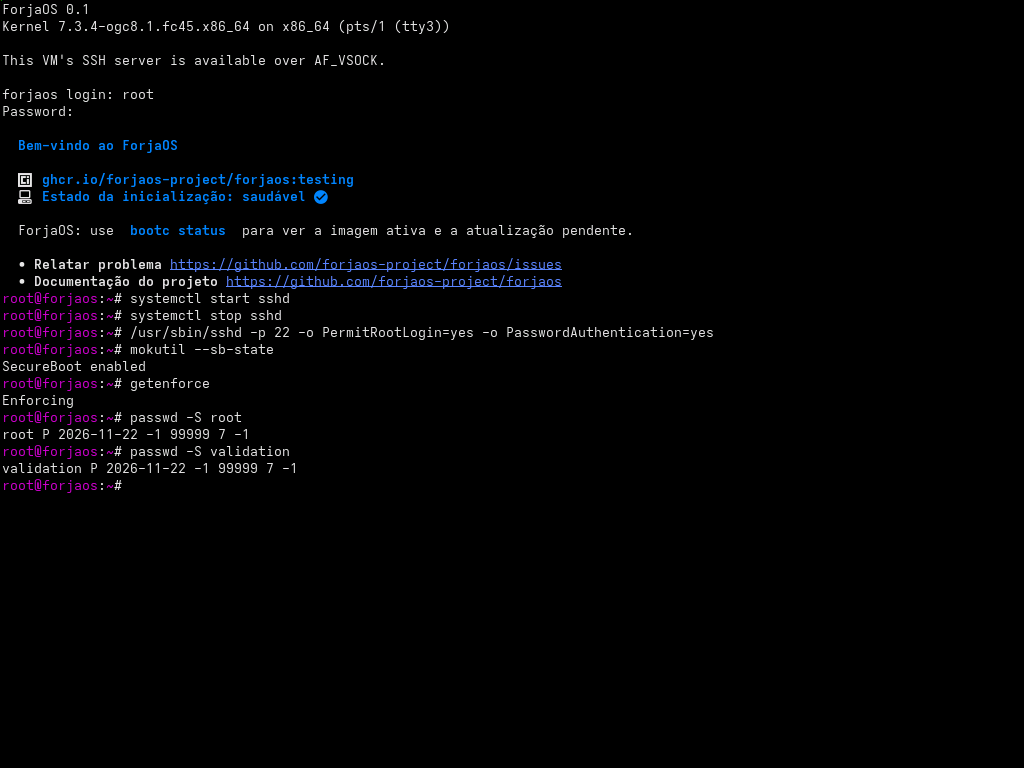 ForjaOS 0.1
Kernel 7.3.4-ogc8.1.fc45.x86_64 on x86_64 (pts/1 (tty3))
This VM's SSH server is available over AF_VSOCK.
forjaos login: root
Password:
Bem-vindo ao ForjaOS
ghcr.io/forjaos-project/forjaos:testing
Estado da inicialização: saudável
ForjaOS: use  bootc status  para ver a imagem ativa e a atualização pendente.
• Relatar problema https://github.com/forjaos-project/forjaos/issues
• Documentação do projeto https://github.com/forjaos-project/forjaos
root@forjaos:~# systemctl start sshd
root@forjaos:~# systemctl stop sshd
root@forjaos:~# /usr/sbin/sshd -p 22 -o PermitRootLogin=yes -o PasswordAuthentication=yes
root@forjaos:~# mokutil --sb-state
SecureBoot enabled
root@forjaos:~# getenforce
Enforcing
root@forjaos:~# passwd -S root
root P 2026-11-22 -1 99999 7 -1
root@forjaos:~# passwd -S validation
validation P 2026-11-22 -1 99999 7 -1
root@forjaos:~#